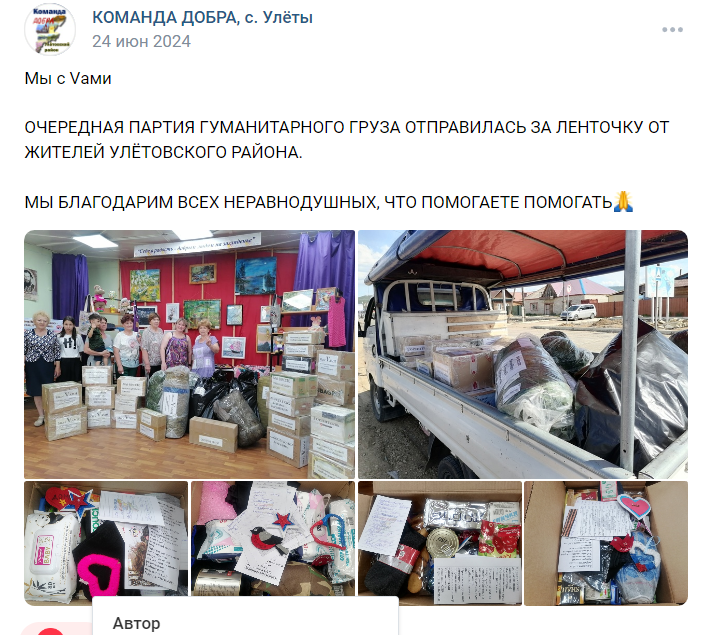 КОМАНДА ДОБРА, с. Улёты
24 июн 2024
Мы с Vами
ОЧЕРЕДНАЯ ПАРТИЯ ГУМАНИТАРНОГО ГРУЗА ОТПРАВИЛАСЬ ЗА ЛЕНТОЧКУ ОТ
ЖИТЕЛЕЙ УЛЁТОВСКОГО РАЙОНА.
МЫ БЛАГОДАРИМ ВСЕХ НЕРАВНОДУШНЫХ, ЧТО ПОМОГАЕТЕ ПОМОГАТЬ🙏
Автор